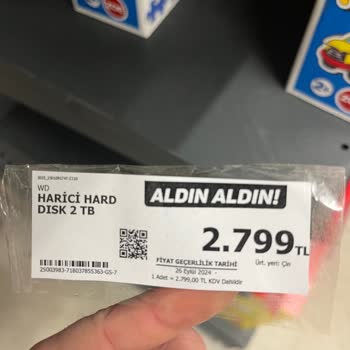 WD
HARİCİ HARD
DISK 2 TB
ALDIN ALDIN!
2.799TL
FİYAT GEÇERLİLİK TARİHİ
26 Eylül 2024 -
Ürt. yeri: Çin
25003983-718037855363-GS-7
1 Adet = 2.799,00 TL KDV Dahildir